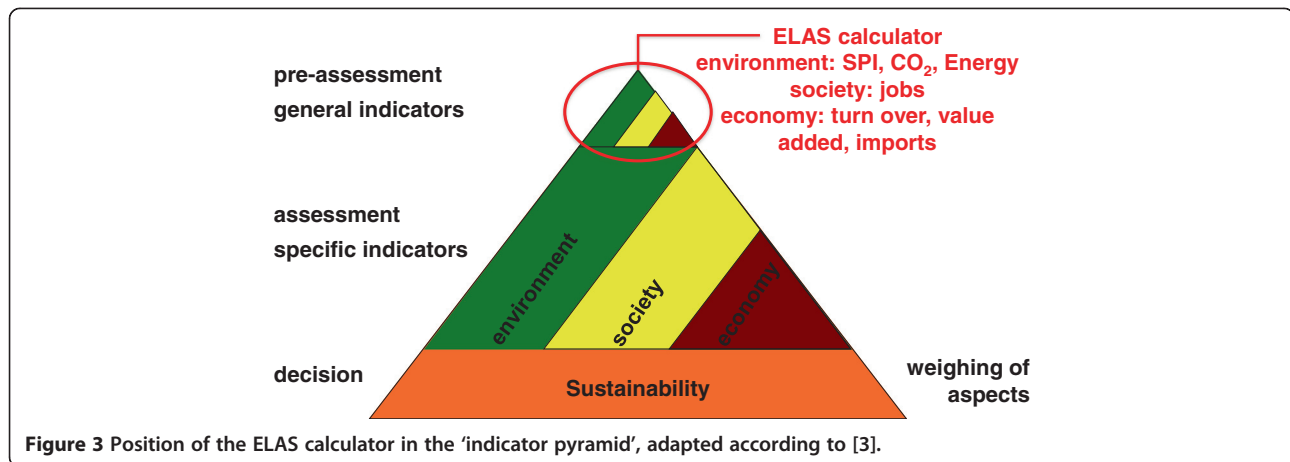 pre-assessment
general indicators
ELAS calculator
environment: SPI, CO₂, Energy
society: jobs
economy: turn over, value
added, imports
assessment
specific indicators
environment
society
economy
decision
Sustainability
weighing of
aspects
Figure 3 Position of the ELAS calculator in the ‘indicator pyramid’, adapted according to [3].